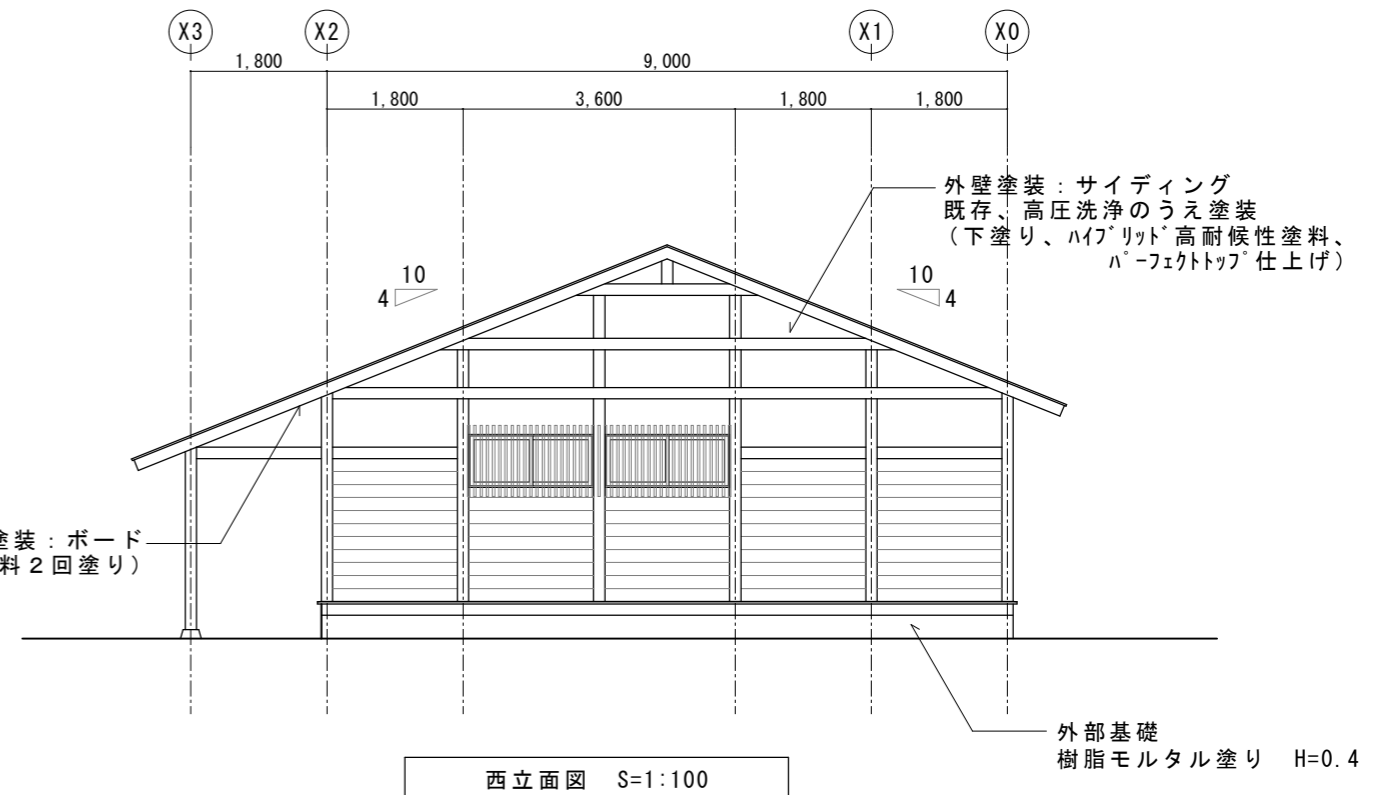 X3 X2 X1 X0
1,800 9,000
1,800 3,600 1,800 1,800
外壁塗装：サイディング
既存、高圧洗浄のうえ塗装
（下塗り、ﾊｲﾌﾞﾘｯﾄﾞ高耐候性塗料、
ﾊﾟｰﾌｪｸﾄﾄｯﾌﾟ仕上げ）
10 10
4 4
塗装：ボード
料２回塗り）
外部基礎
樹脂モルタル塗り H=0.4
西立面図 S=1:100